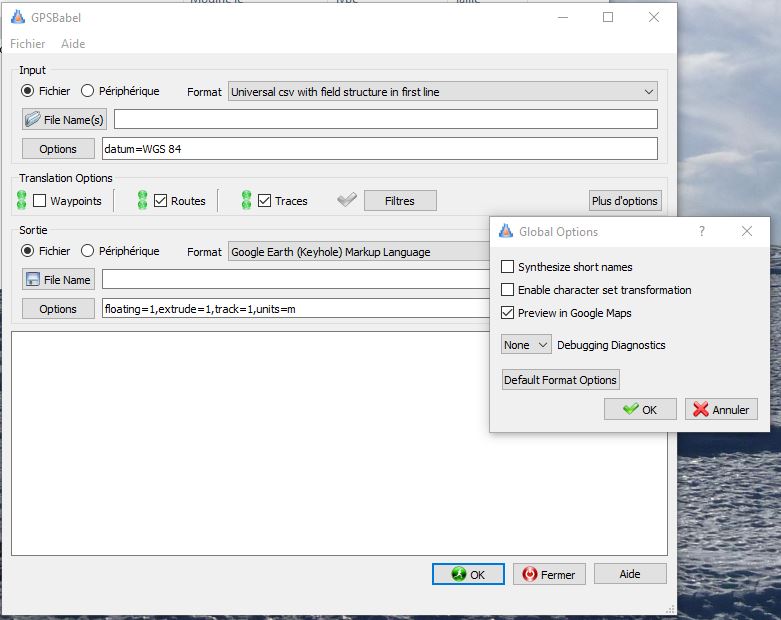 GPSBabel
Fichier Aide
Input
Fichier Périphérique Format Universal csv with field structure in first line
File Name(s)
Options datum=WGS 84
Translation Options
Waypoints Routes Traces Filtres Plus d'options
Sortie
Fichier Périphérique Format Google Earth (Keyhole) Markup Language
File Name
Options floating=1,extrude=1,track=1,units=m
OK Fermer Aide
Global Options ?
Synthesize short names
Enable character set transformation
Preview in Google Maps
None Debugging Diagnostics
Default Format Options
OK Annuler